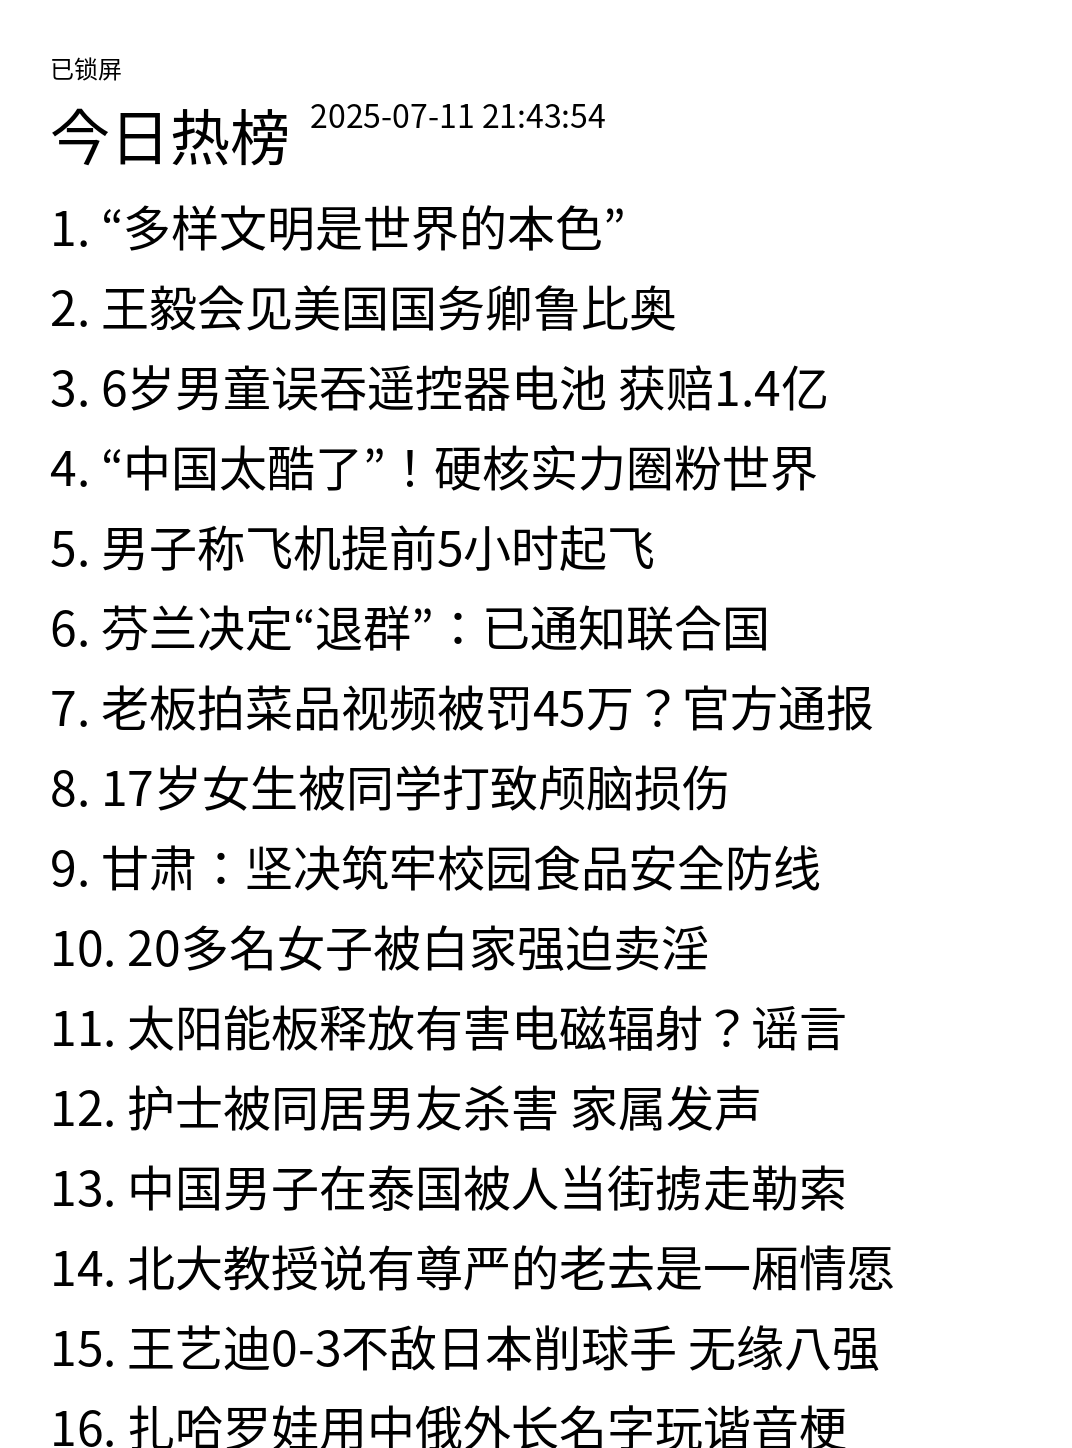 已锁屏
今日热榜 2025-07-11 21:43:54
1. “多样文明是世界的本色”
2. 王毅会见美国国务卿鲁比奥
3. 6岁男童误吞遥控器电池 获赔1.4亿
4. “中国太酷了”！硬核实力圈粉世界
5. 男子称飞机提前5小时起飞
6. 芬兰决定“退群”：已通知联合国
7. 老板拍菜品视频被罚45万？官方通报
8. 17岁女生被同学打致颅脑损伤
9. 甘肃：坚决筑牢校园食品安全防线
10. 20多名女子被白家强迫卖淫
11. 太阳能板释放有害电磁辐射？谣言
12. 护士被同居男友杀害 家属发声
13. 中国男子在泰国被人当街掳走勒索
14. 北大教授说有尊严的老去是一厢情愿
15. 王艺迪0-3不敌日本削球手 无缘八强
16. 扎哈罗娃用中俄外长名字玩谐音梗